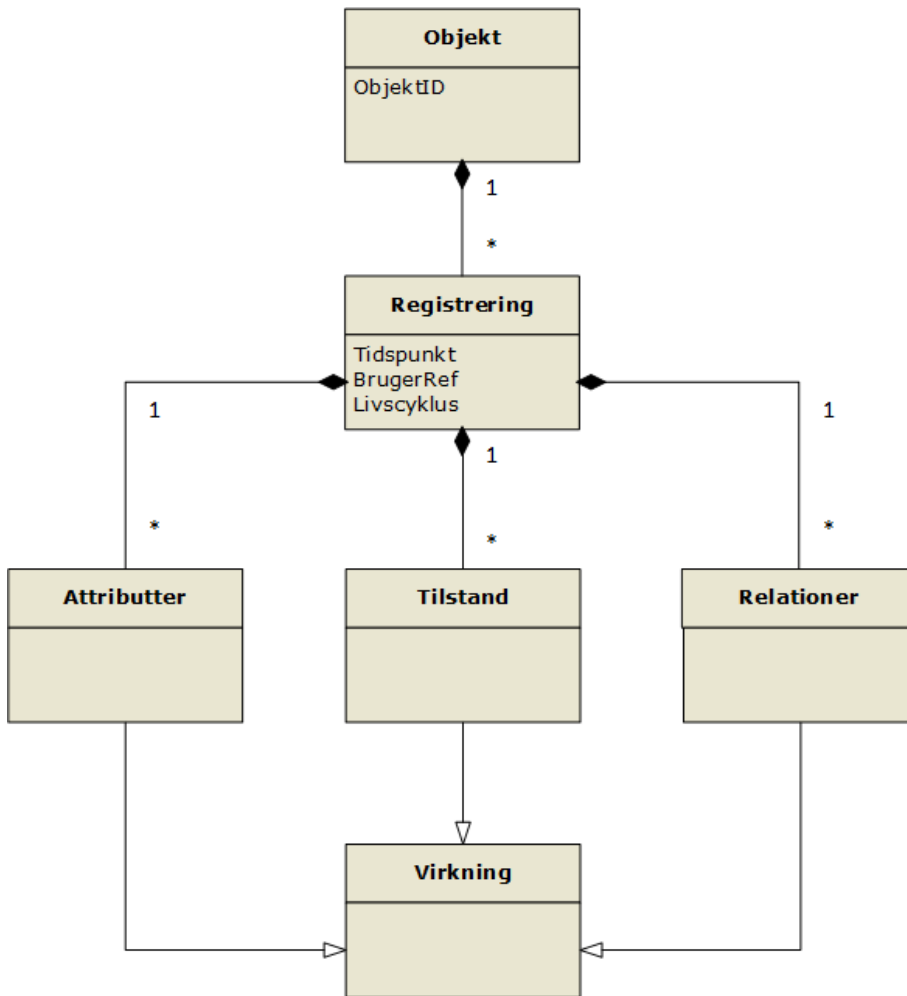 Objekt
ObjektID
1
*
Registrering
Tidspunkt
BrugerRef
Livscyklus
1
1
1
*
*
*
Attributter
Tilstand
Relationer
Virkning